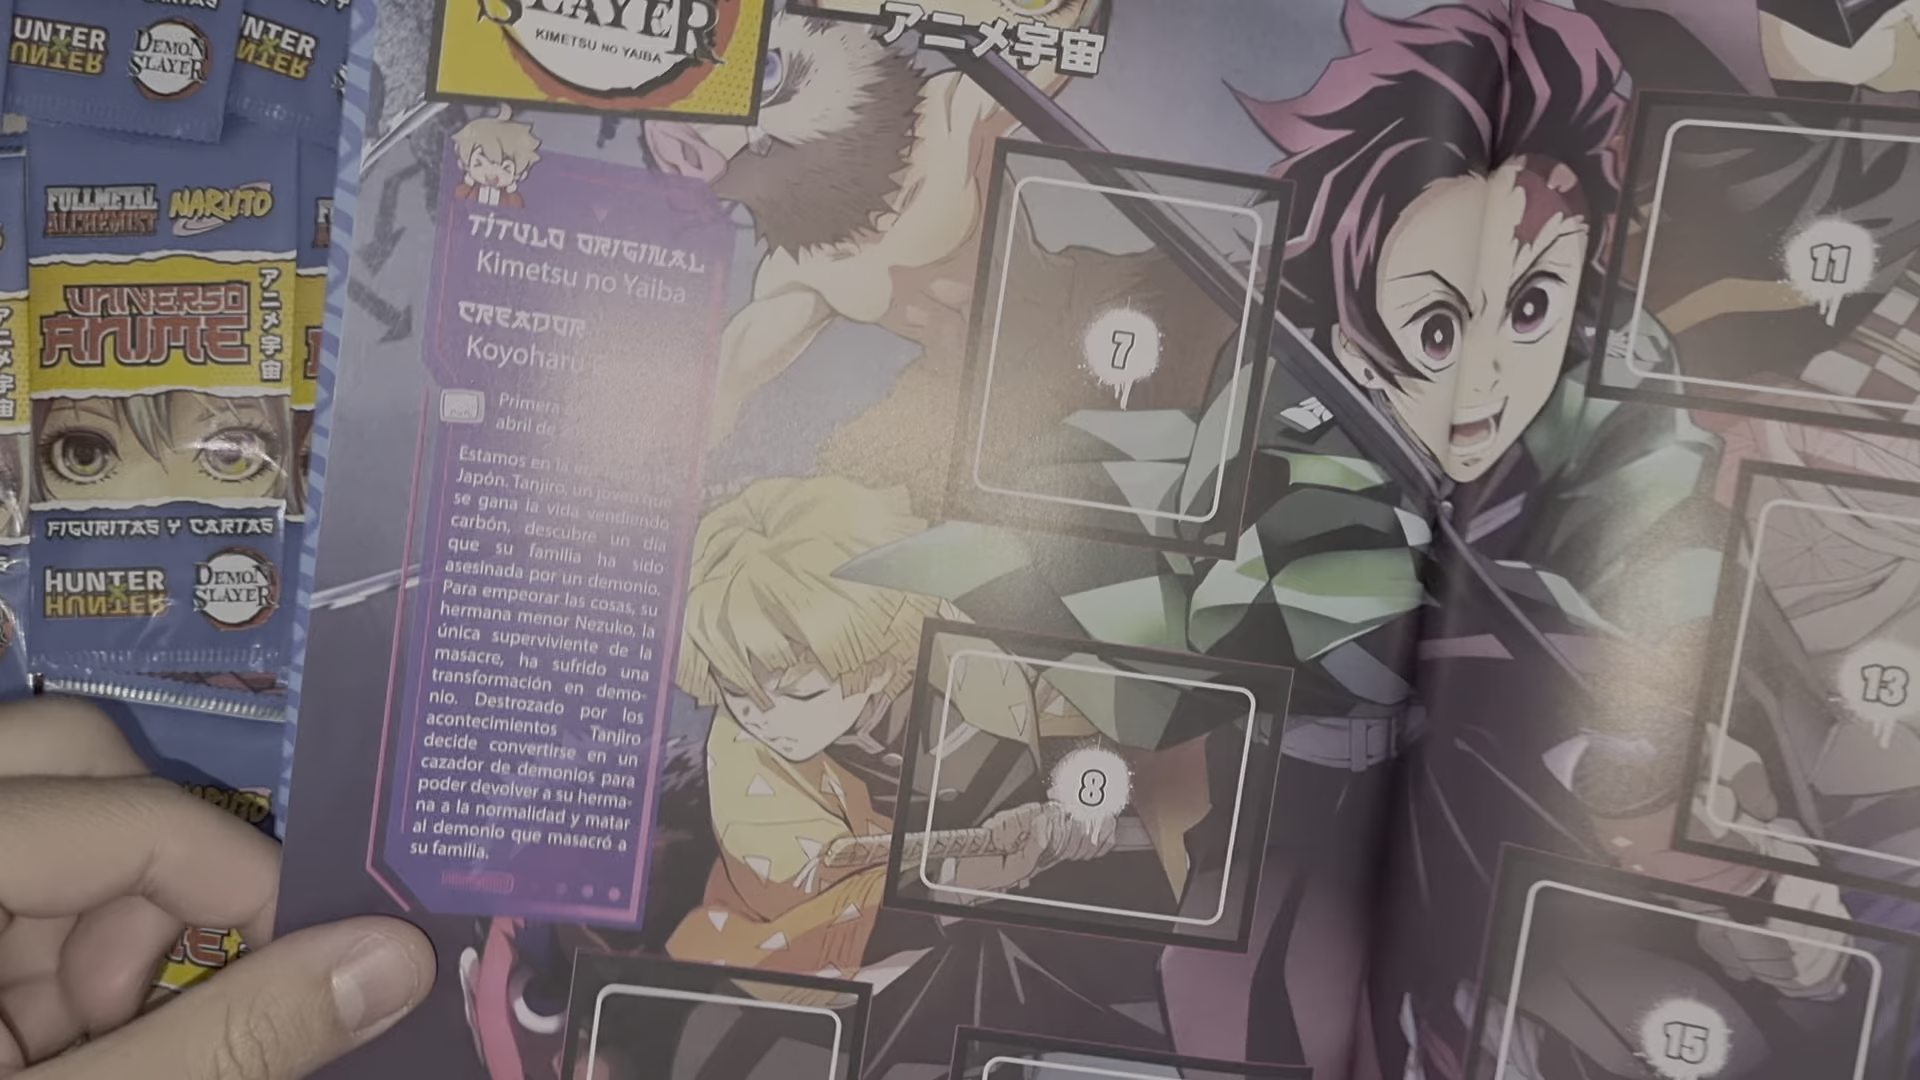 SLAYER
KIMETSU NO YAIBA
アニメ宇宙
TÍTULO ORIGINAL
Kimetsu no Yaiba
CREADOR
Koyoharu
Primera
abril de
Estamos en la
Japón. Tanjiro, un joven que
se gana la vida vendiendo
carbón, descubre un día
que su familia ha sido
asesinada por un demonio.
Para empeorar las cosas, su
hermana menor Nezuko, la
única superviviente de la
masacre, ha sufrido una
transformación en demo-
nio. Destrozado por los
acontecimientos Tanjiro
decide convertirse en un
cazador de demonios para
poder devolver a su herma-
na a la normalidad y matar
al demonio que masacró a
su familia.
7
8
11
13
15
HUNTER
DEMON
SLAYER
FULLMETAL
ALCHEMIST
NARUTO
UNIVERSO
ANIME
アニメ宇宙
FIGURITAS Y CARTAS
HUNTER
X
HUNTER
DEMON
SLAYER